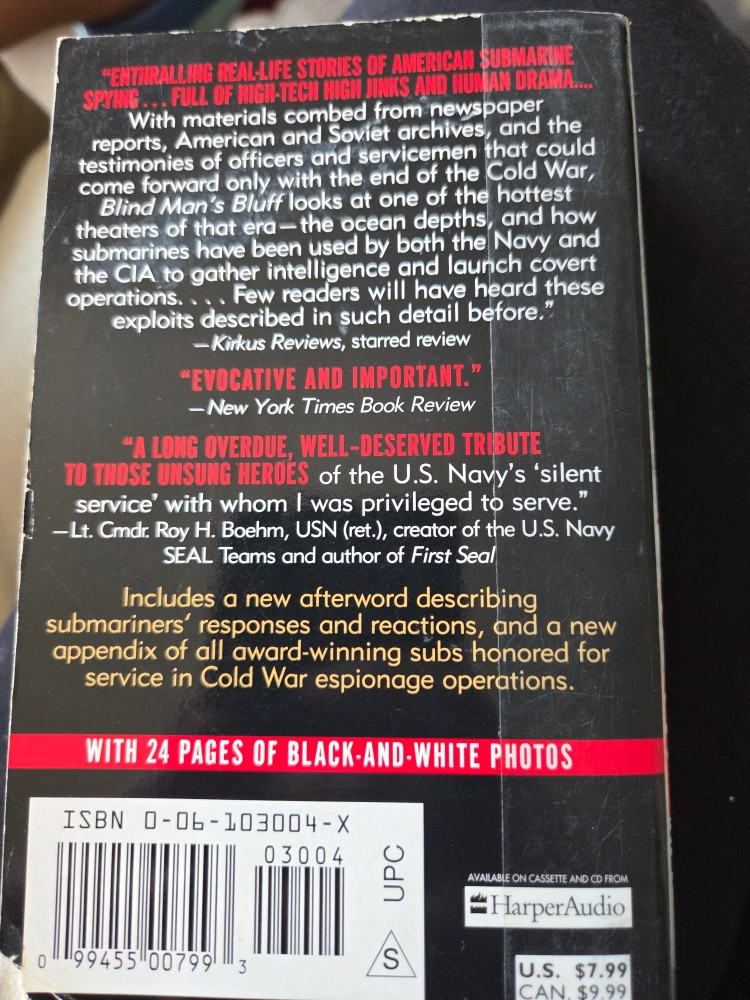 “ENTHRALLING REAL-LIFE STORIES OF AMERICAN SUBMARINE
SPYING . . . FULL OF HIGH-TECH HIGH JINKS AND HUMAN DRAMA....
With materials combed from newspaper
reports, American and Soviet archives, and the
testimonies of officers and servicemen that could
come forward only with the end of the Cold War,
Blind Man’s Bluff looks at one of the hottest
theaters of that era—the ocean depths, and how
submarines have been used by both the Navy and
the CIA to gather intelligence and launch covert
operations. . . . Few readers will have heard these
exploits described in such detail before.”
—Kirkus Reviews, starred review
“EVOCATIVE AND IMPORTANT.”
—New York Times Book Review
“A LONG OVERDUE, WELL-DESERVED TRIBUTE
TO THOSE UNSUNG HEROES of the U.S. Navy’s ‘silent
service’ with whom I was privileged to serve.”
—Lt. Cmdr. Roy H. Boehm, USN (ret.), creator of the U.S. Navy
SEAL Teams and author of First Seal
Includes a new afterword describing
submariners’ responses and reactions, and a new
appendix of all award-winning subs honored for
service in Cold War espionage operations.
WITH 24 PAGES OF BLACK-AND-WHITE PHOTOS
ISBN 0-06-103004-X
03004
UPC
0 99455 00799 3
S
AVAILABLE ON CASSETTE AND CD FROM
HarperAudio
U.S. $7.99
CAN. $9.99